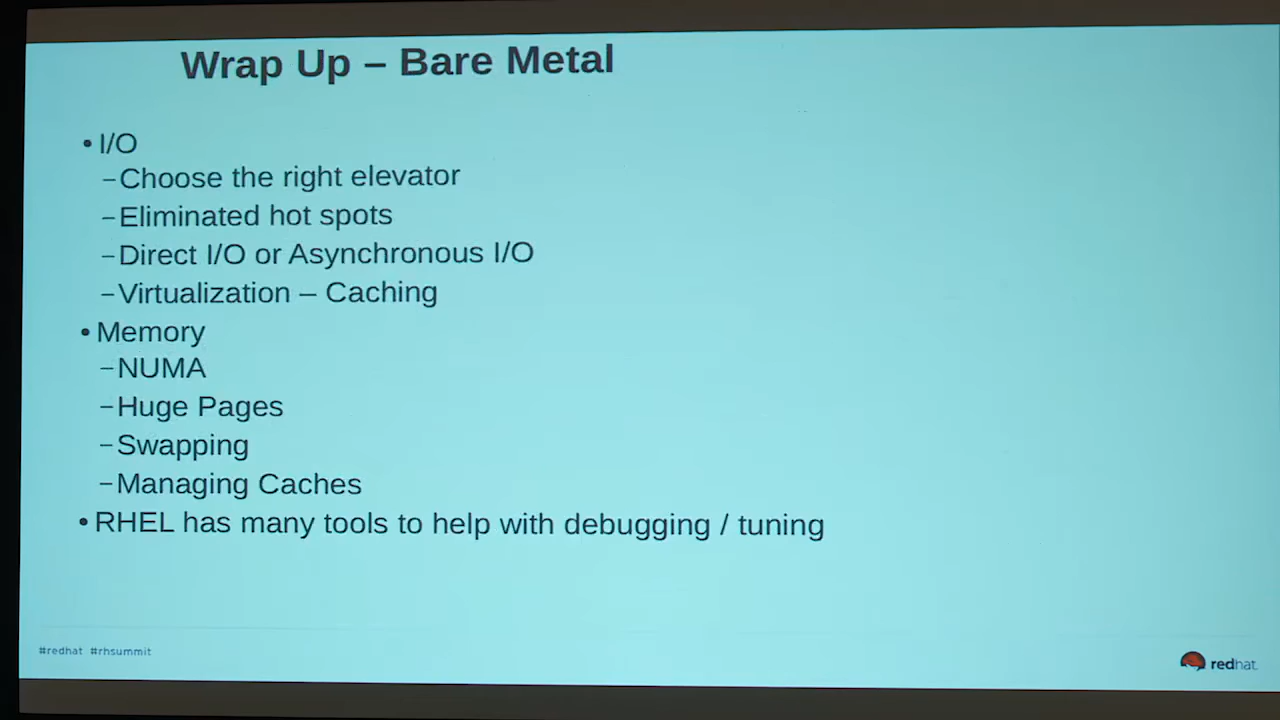 Wrap Up – Bare Metal
• I/O
–Choose the right elevator
–Eliminated hot spots
–Direct I/O or Asynchronous I/O
–Virtualization – Caching
• Memory
–NUMA
–Huge Pages
–Swapping
–Managing Caches
• RHEL has many tools to help with debugging / tuning
#redhat #rhsummit
redhat.